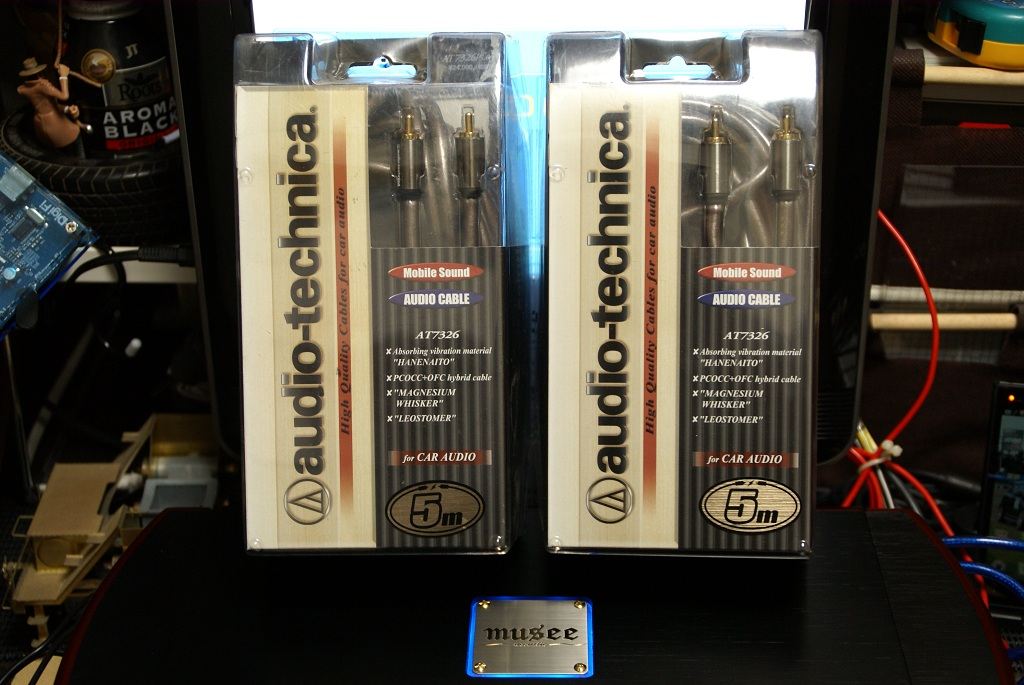 JT
Roots
AROMA
BLACK
DigiFi
audio-technica
High Quality Cables for car audio
Mobile Sound
AUDIO CABLE
AT7326
Absorbing vibration material
"HANENAITO"
PCOCC+OFC hybrid cable
"MAGNESIUM
WHISKER"
"LEOSTOMER"
for CAR AUDIO
5m
audio-technica
High Quality Cables for car audio
Mobile Sound
AUDIO CABLE
AT7326
Absorbing vibration material
"HANENAITO"
PCOCC+OFC hybrid cable
"MAGNESIUM
WHISKER"
"LEOSTOMER"
for CAR AUDIO
5m
musee